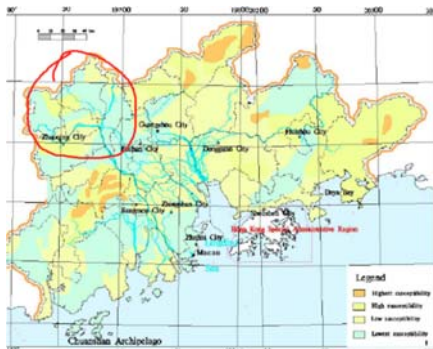 Zhaoqing City
Guangzhou City
Huizhou City
Foshan City
Dongguan City
Daya Bay
Zhongshan City
Jiangmen City
Shenzhen City
Hong Kong Special Administrative Region
Zhuhai City
Macau
Chuanshan Archipelago
Legend
Highest susceptibility
High susceptibility
Low susceptibility
Lowest susceptibility